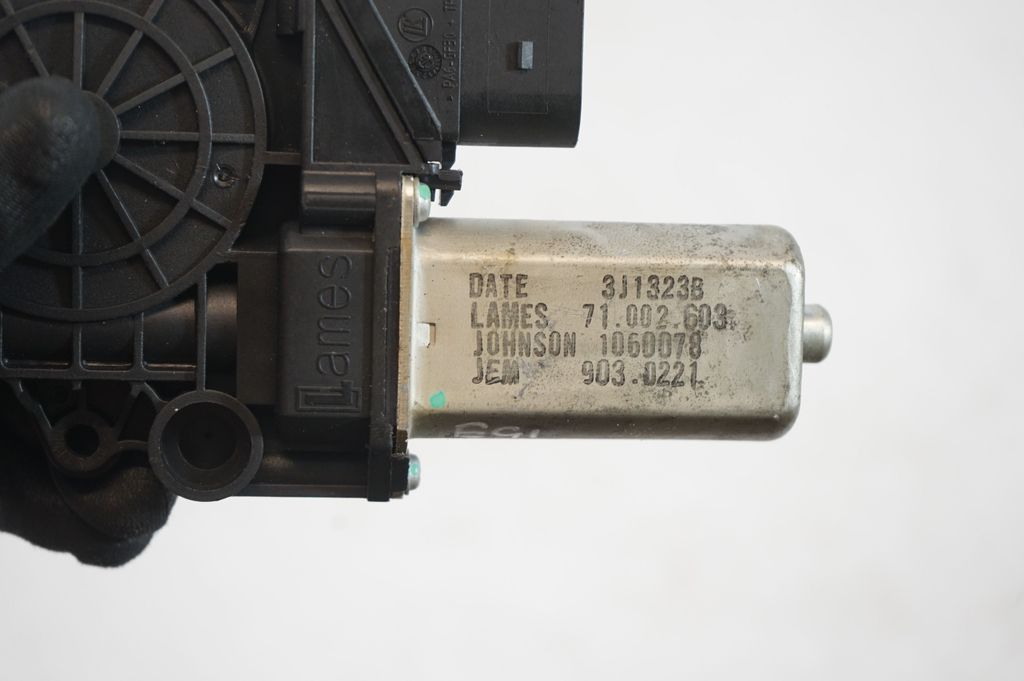 DATE 3J1323B
LAMES 71.002.603
JOHNSON 1060078
JEM 903.0221
Lames